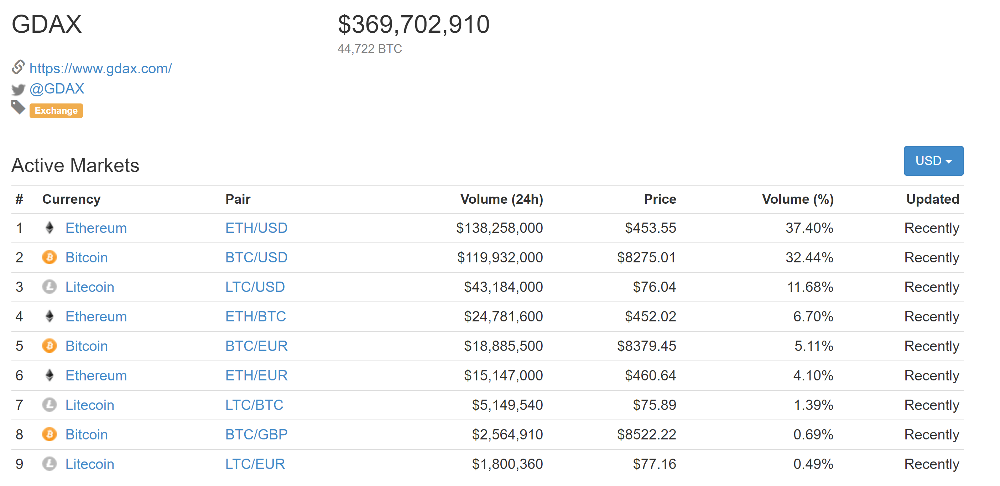 GDAX
$369,702,910
44,722 BTC
https://www.gdax.com/
@GDAX
Exchange
Active Markets
USD
# Currency Pair Volume (24h) Price Volume (%) Updated
1 Ethereum ETH/USD $138,258,000 $453.55 37.40% Recently
2 Bitcoin BTC/USD $119,932,000 $8275.01 32.44% Recently
3 Litecoin LTC/USD $43,184,000 $76.04 11.68% Recently
4 Ethereum ETH/BTC $24,781,600 $452.02 6.70% Recently
5 Bitcoin BTC/EUR $18,885,500 $8379.45 5.11% Recently
6 Ethereum ETH/EUR $15,147,000 $460.64 4.10% Recently
7 Litecoin LTC/BTC $5,149,540 $75.89 1.39% Recently
8 Bitcoin BTC/GBP $2,564,910 $8522.22 0.69% Recently
9 Litecoin LTC/EUR $1,800,360 $77.16 0.49% Recently